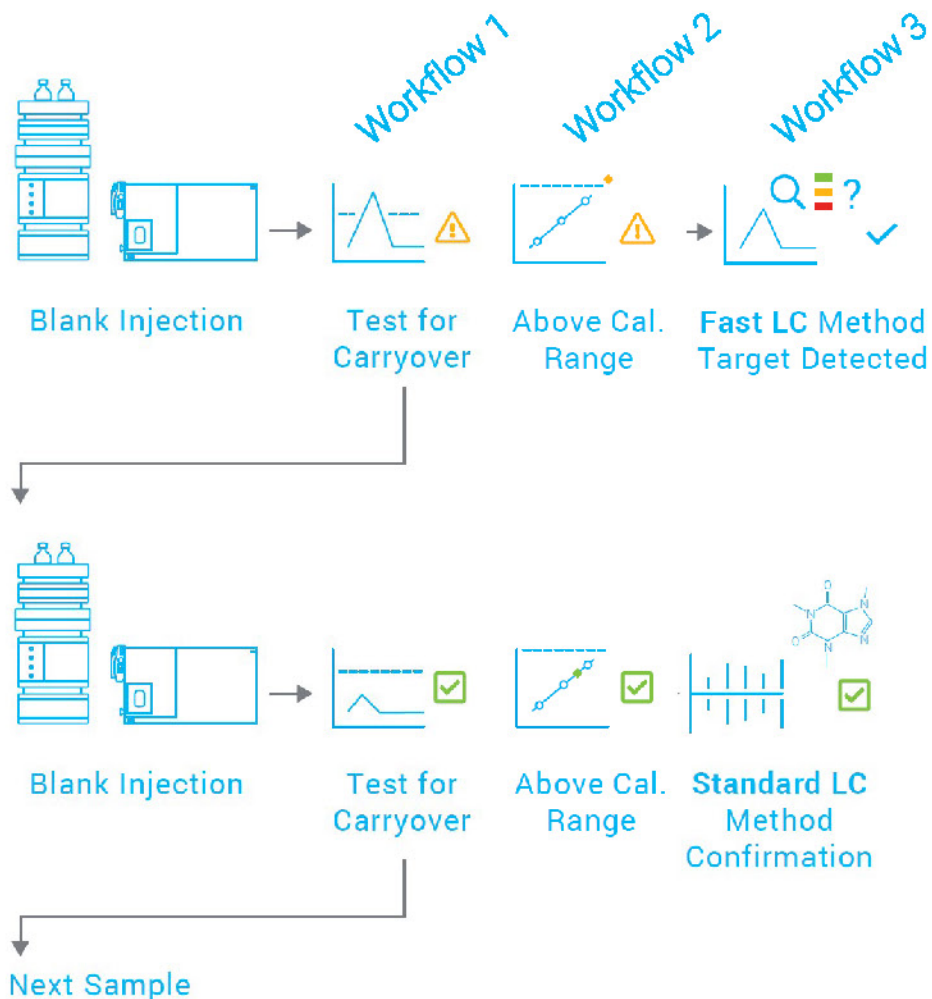 Workflow 1
Workflow 2
Workflow 3
?
Blank Injection
Test for
Carryover
Above Cal.
Range
Fast LC Method
Target Detected
O
N
N
O
N
N
Blank Injection
Test for
Carryover
Above Cal.
Range
Standard LC
Method
Confirmation
Next Sample